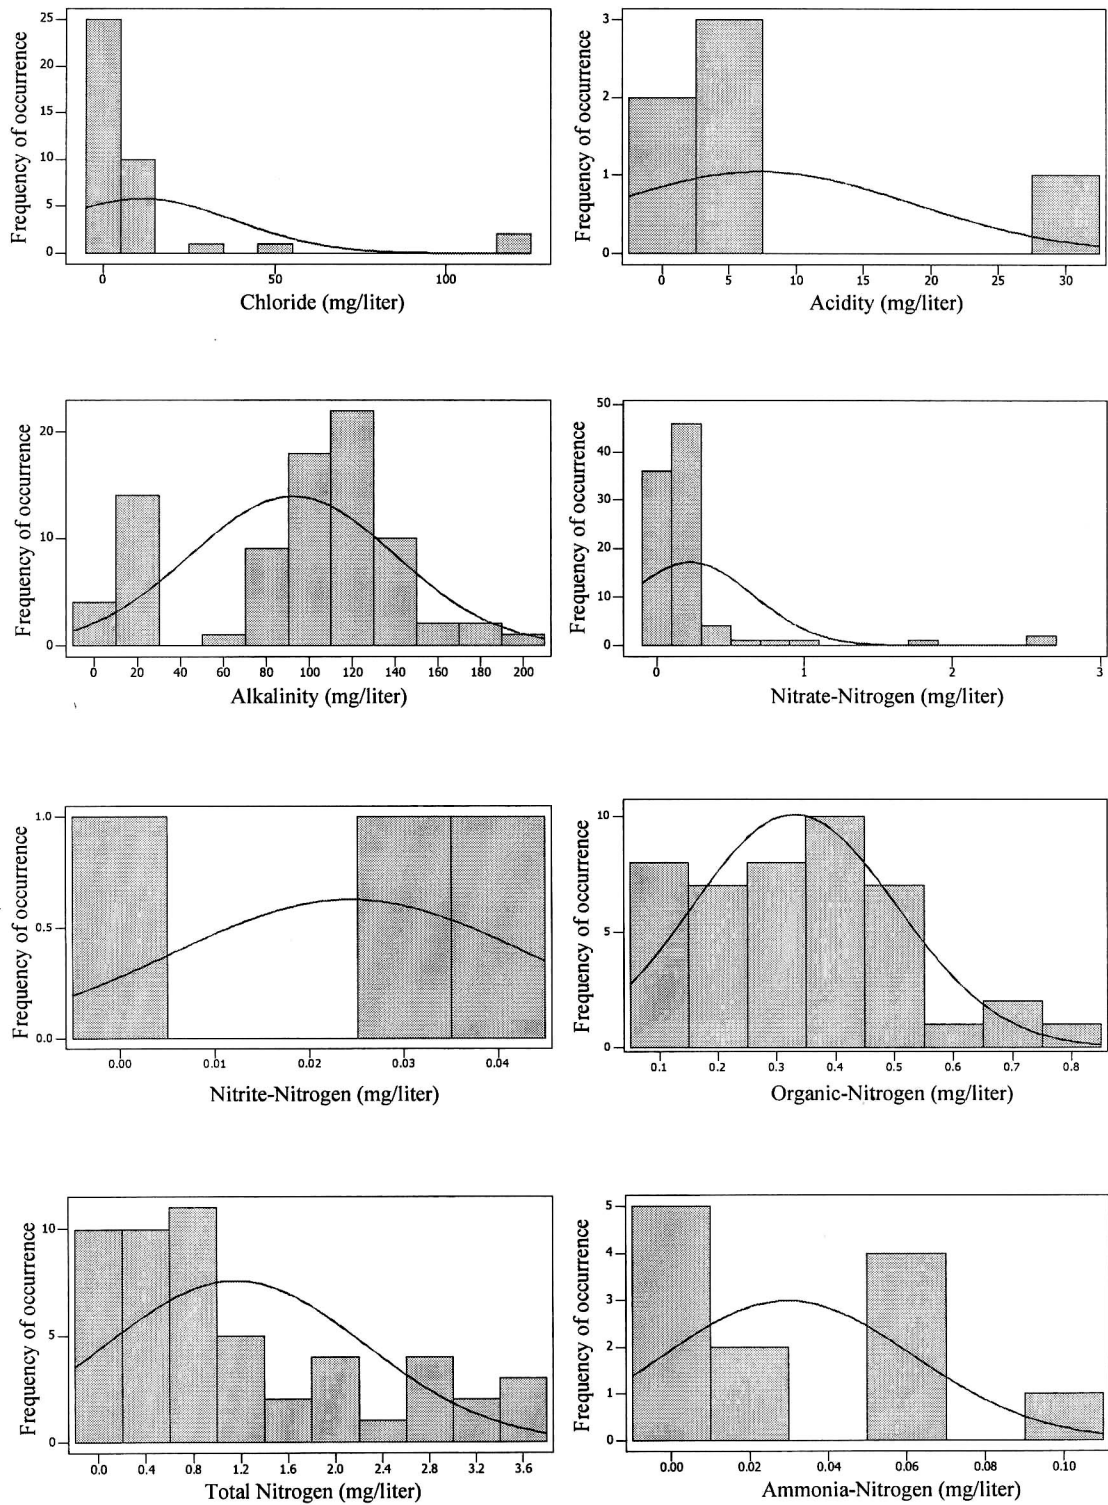 Frequency of occurrence
25
20
15
10
5
0
0 50 100
Chloride (mg/liter)
Frequency of occurrence
3
2
1
0
0 5 10 15 20 25 30
Acidity (mg/liter)
Frequency of occurrence
20
10
0
0 20 40 60 80 100 120 140 160 180 200
Alkalinity (mg/liter)
Frequency of occurrence
50
40
30
20
10
0
0 1 2 3
Nitrate-Nitrogen (mg/liter)
Frequency of occurrence
1.0
0.5
0.0
0.00 0.01 0.02 0.03 0.04
Nitrite-Nitrogen (mg/liter)
Frequency of occurrence
10
5
0
0.1 0.2 0.3 0.4 0.5 0.6 0.7 0.8
Organic-Nitrogen (mg/liter)
Frequency of occurrence
10
5
0
0.0 0.4 0.8 1.2 1.6 2.0 2.4 2.8 3.2 3.6
Total Nitrogen (mg/liter)
Frequency of occurrence
5
4
3
2
1
0
0.00 0.02 0.04 0.06 0.08 0.10
Ammonia-Nitrogen (mg/liter)